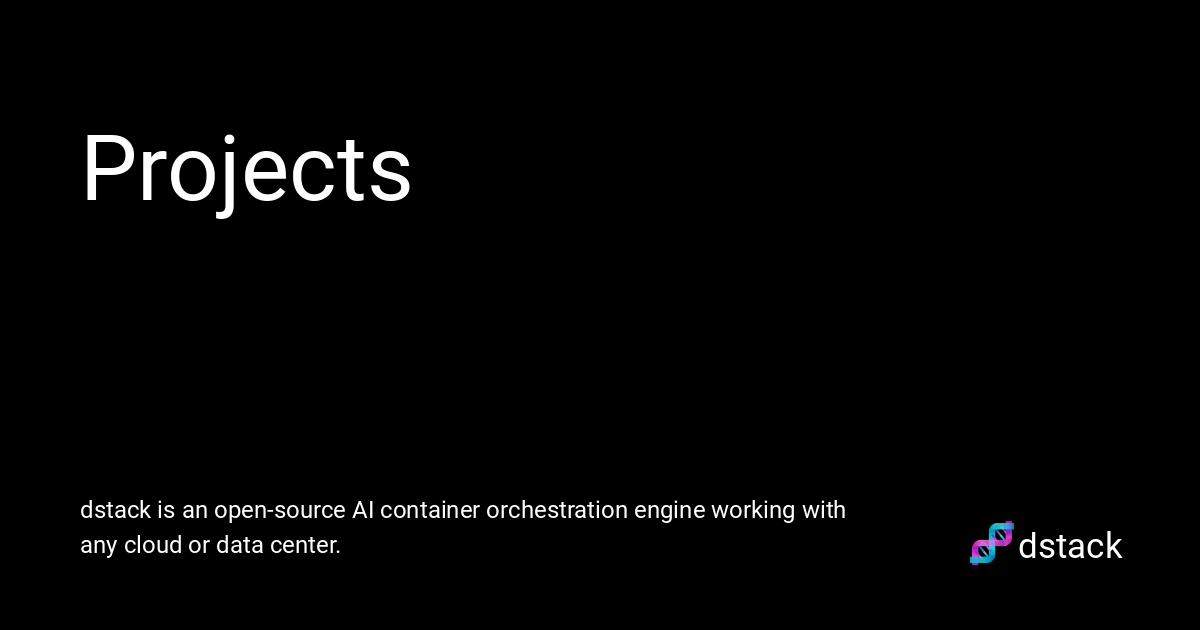 Projects
dstack is an open-source AI container orchestration engine working with
any cloud or data center.
dstack